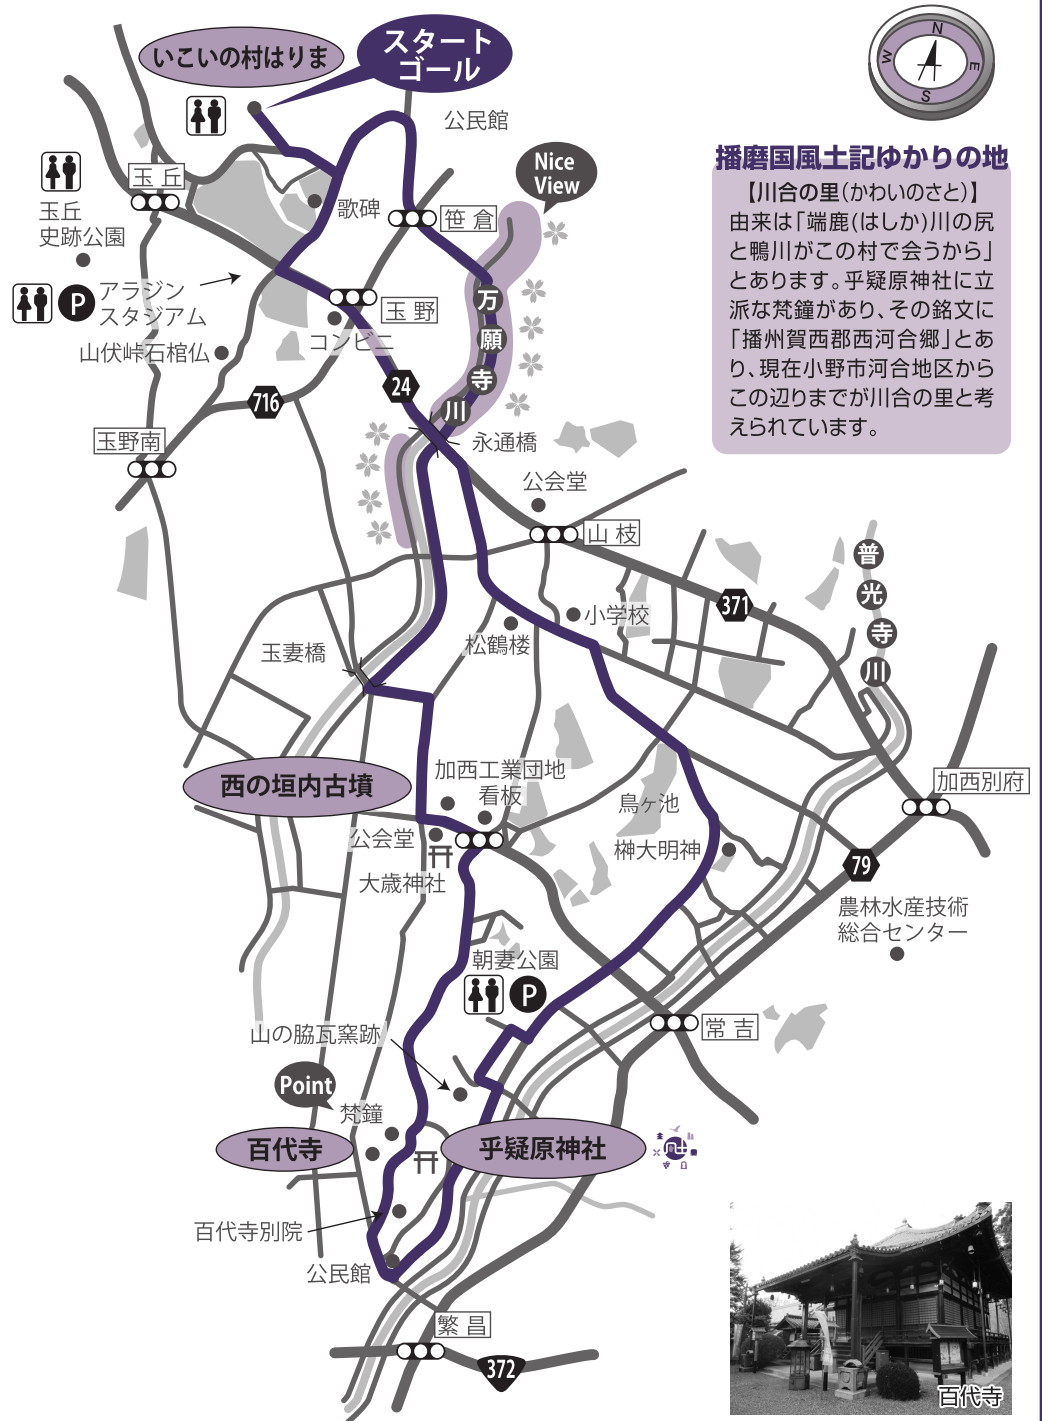 いこいの村はりま
スタート
ゴール
公民館
N
E
S
W
Nice
View
玉丘
玉丘
史跡公園
歌碑
笹倉
P
アラジン
スタジアム
玉野
コンビニ
山伏峠石棺仏
万
願
寺
川
24
716
玉野南
永通橋
公会堂
山枝
播磨国風土記ゆかりの地
【川合の里(かわいのさと)】
由来は「端鹿(はしか)川の尻
と鴨川がこの村で会うから」
とあります。乎疑原神社に立
派な梵鐘があり、その銘文に
「播州賀西郡西河合郷」とあ
り、現在小野市河合地区から
この辺りまでが川合の里と考
えられています。
普
光
寺
川
371
小学校
松鶴楼
玉妻橋
加西別府
西の垣内古墳
加西工業団地
看板
公会堂
大歳神社
鳥ヶ池
榊大明神
79
農林水産技術
総合センター
朝妻公園
P
常吉
山の脇瓦窯跡
Point
梵鐘
百代寺
乎疑原神社
百代寺別院
公民館
繁昌
372
百代寺